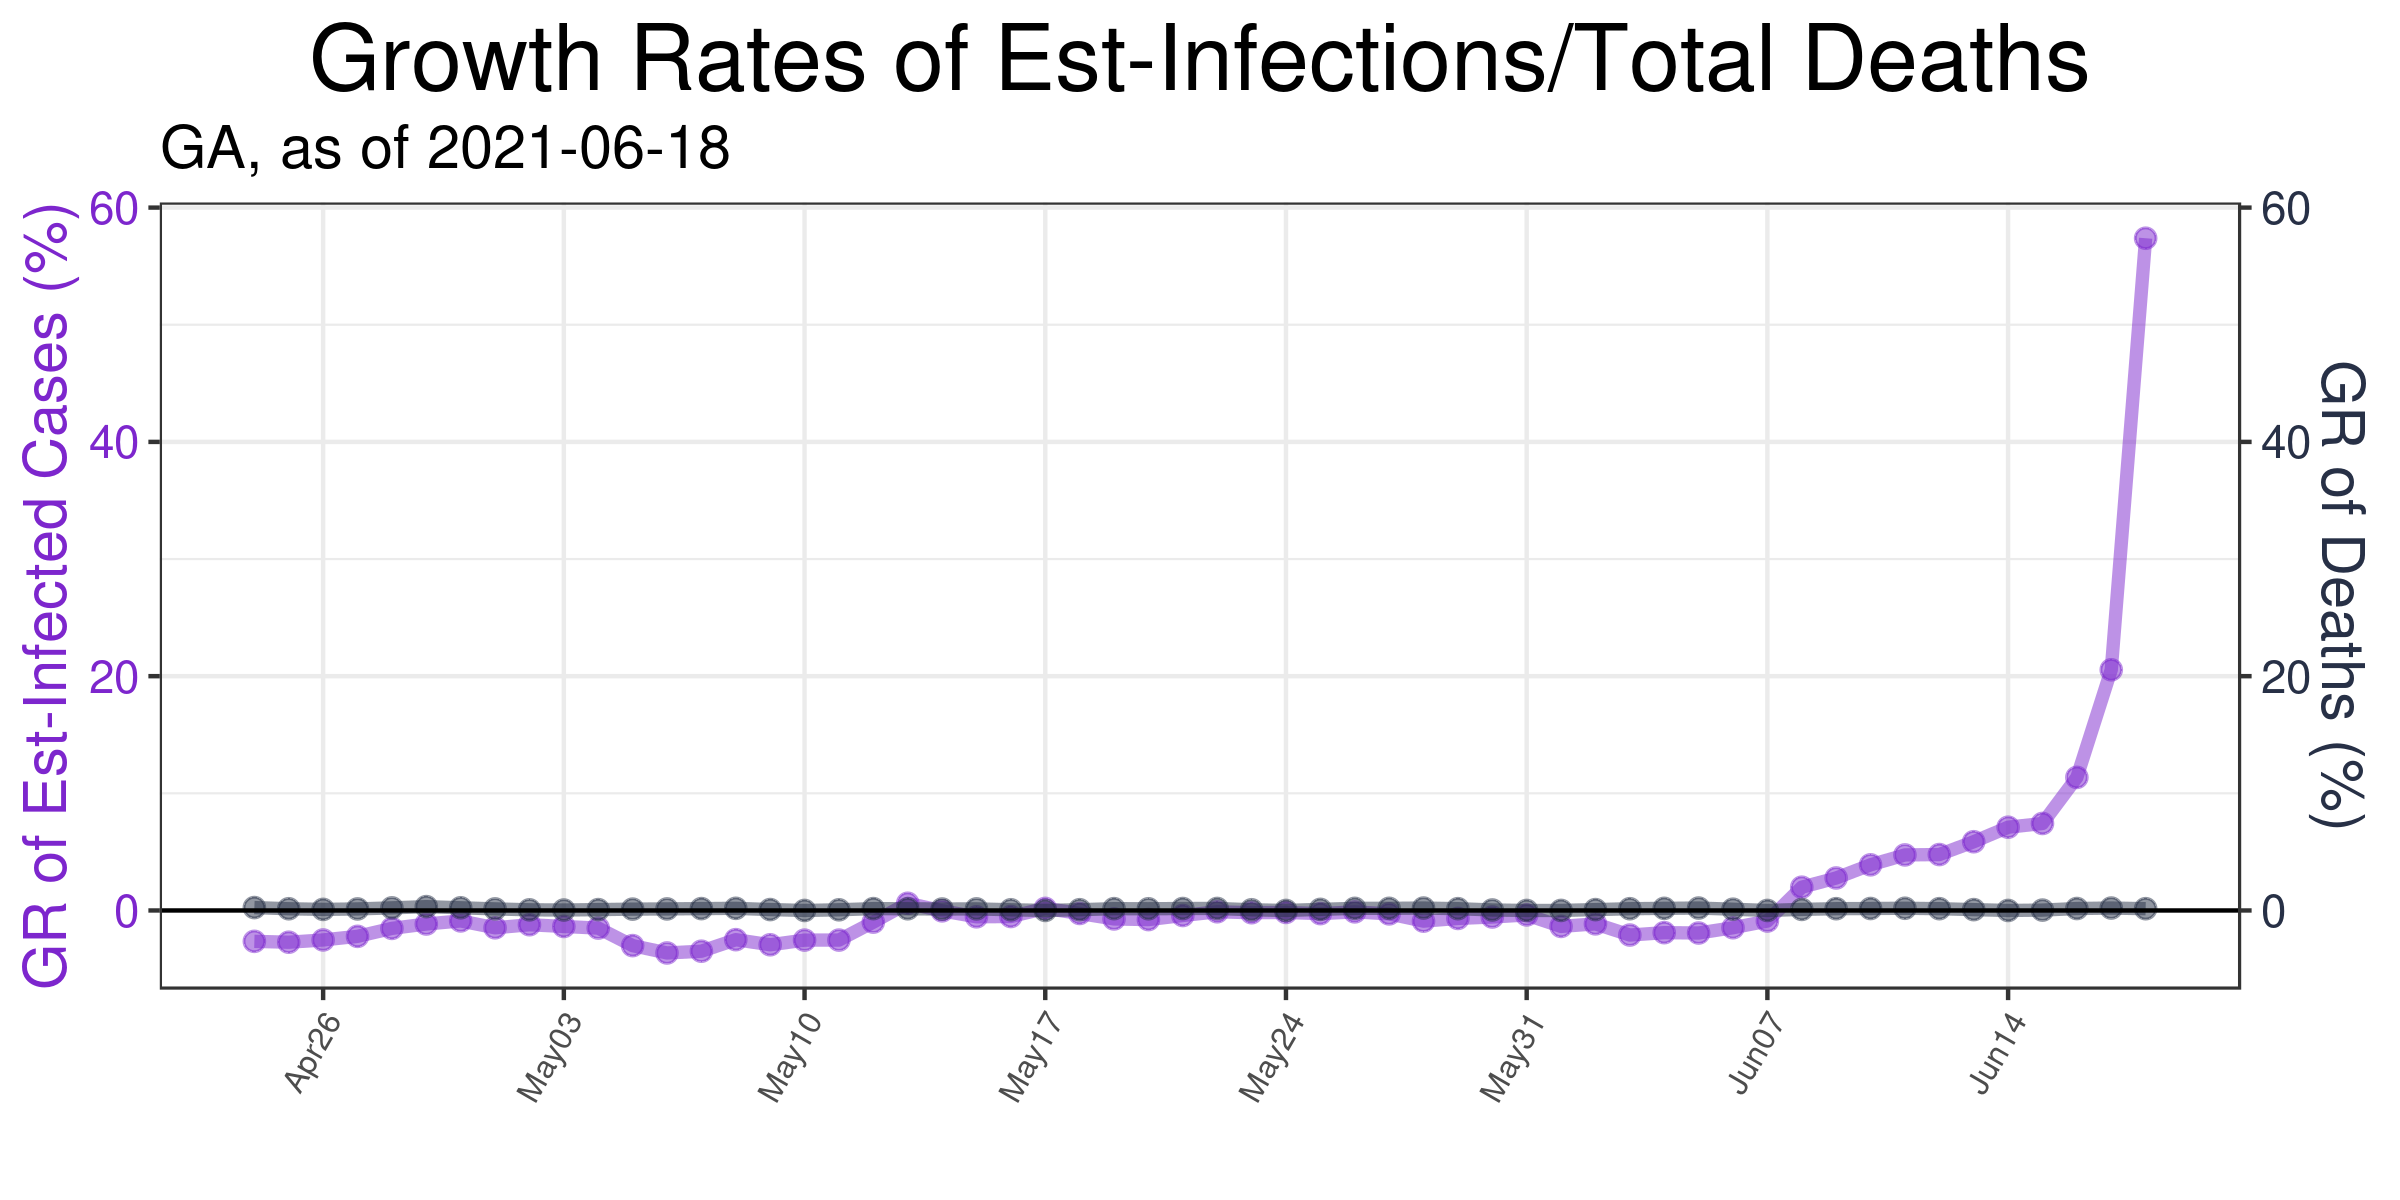 Growth Rates of Est-Infections/Total Deaths
GA, as of 2021-06-18
GR of Est-Infected Cases (%)
60
40
20
0
60
40
20
0
GR of Deaths (%)
Apr26
May03
May10
May17
May24
May31
Jun07
Jun14